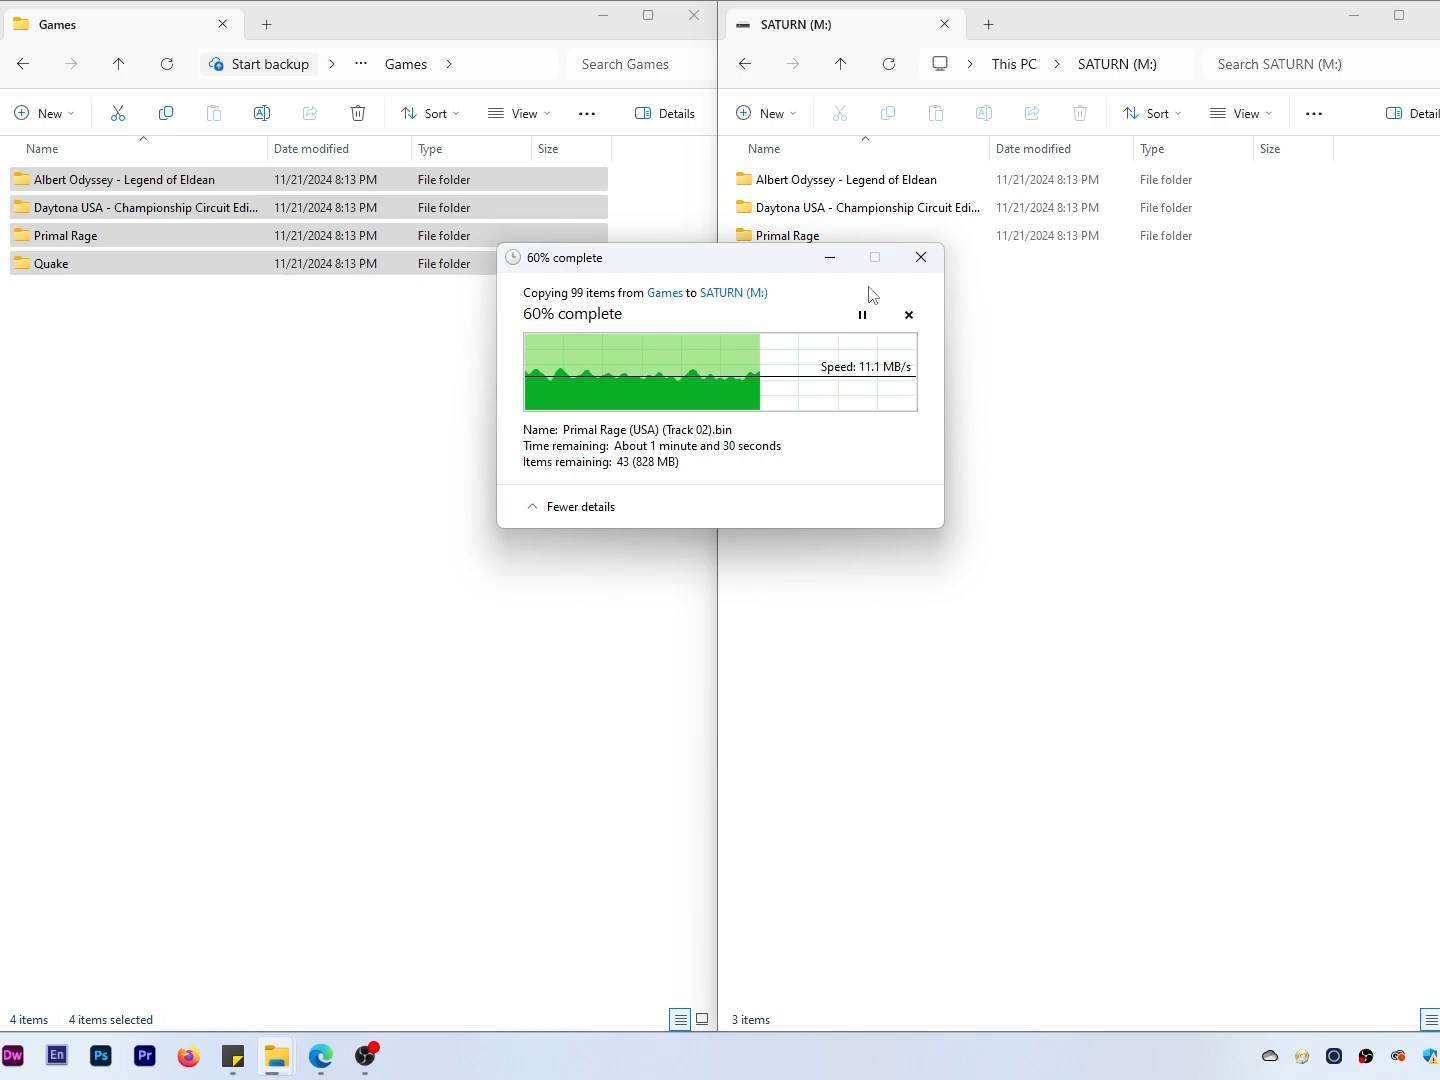 Games
SATURN (M:)
Start backup
Games
Search Games
This PC
SATURN (M:)
Search SATURN (M:)
New
Sort
View
Details
New
Sort
View
Detail
Name
Date modified
Type
Size
Name
Date modified
Type
Size
Albert Odyssey - Legend of Eldean
11/21/2024 8:13 PM
File folder
Albert Odyssey - Legend of Eldean
11/21/2024 8:13 PM
File folder
Daytona USA - Championship Circuit Edi...
11/21/2024 8:13 PM
File folder
Daytona USA - Championship Circuit Edi...
11/21/2024 8:13 PM
File folder
Primal Rage
11/21/2024 8:13 PM
File folder
Primal Rage
11/21/2024 8:13 PM
File folder
Quake
11/21/2024 8:13 PM
File folder
60% complete
Copying 99 items from Games to SATURN (M:)
60% complete
Speed: 11.1 MB/s
Name: Primal Rage (USA) (Track 02).bin
Time remaining: About 1 minute and 30 seconds
Items remaining: 43 (828 MB)
Fewer details
4 items
4 items selected
3 items
Dw
En
Ps
Pr